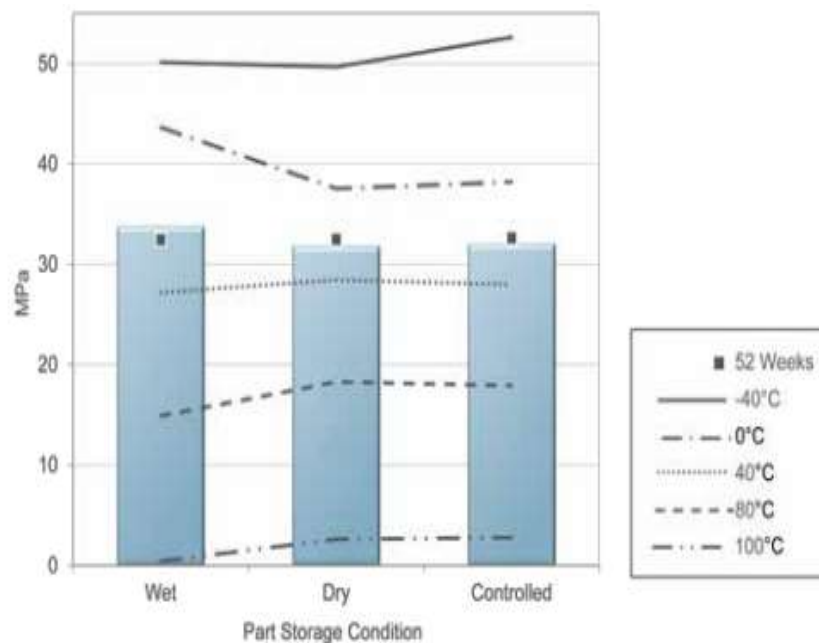 50
40
30
20
10
0
MPa
Wet Dry Controlled
Part Storage Condition
52 Weeks
-40°C
0°C
40°C
80°C
100°C